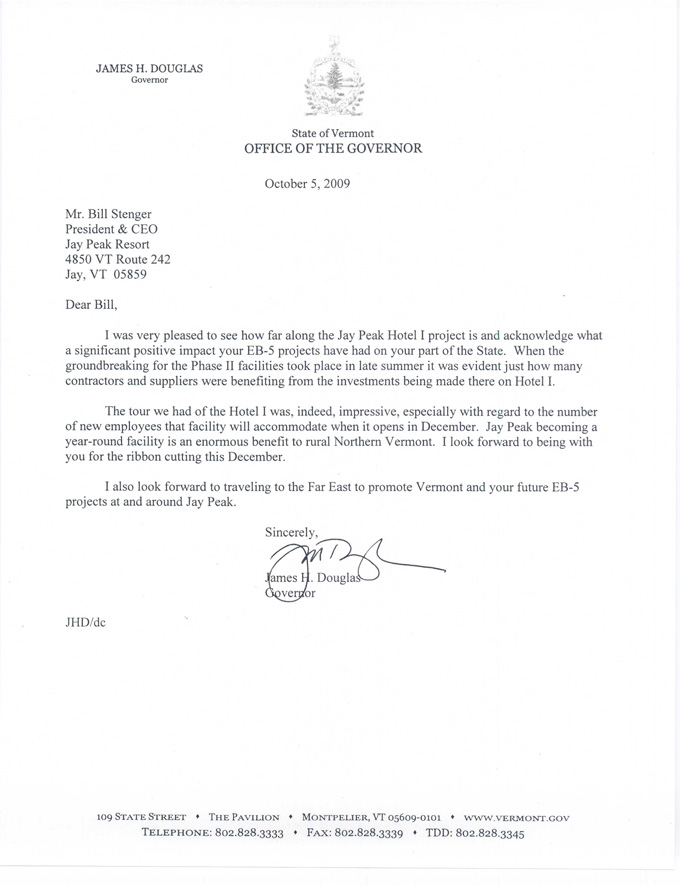 JAMES H. DOUGLAS
Governor
State of Vermont
OFFICE OF THE GOVERNOR
October 5, 2009
Mr. Bill Stenger
President & CEO
Jay Peak Resort
4850 VT Route 242
Jay, VT 05859
Dear Bill,
I was very pleased to see how far along the Jay Peak Hotel I project is and acknowledge what
a significant positive impact your EB-5 projects have had on your part of the State. When the
groundbreaking for the Phase II facilities took place in late summer it was evident just how many
contractors and suppliers were benefiting from the investments being made there on Hotel I.
The tour we had of the Hotel I was, indeed, impressive, especially with regard to the number
of new employees that facility will accommodate when it opens in December. Jay Peak becoming a
year-round facility is an enormous benefit to rural Northern Vermont. I look forward to being with
you for the ribbon cutting this December.
I also look forward to traveling to the Far East to promote Vermont and your future EB-5
projects at and around Jay Peak.
Sincerely,
James H. Douglas
Governor
JHD/dc
109 STATE STREET ♦ THE PAVILION ♦ MONTPELIER, VT 05609-0101 ♦ WWW.VERMONT.GOV
TELEPHONE: 802.828.3333 ♦ FAX: 802.828.3339 ♦ TDD: 802.828.3345